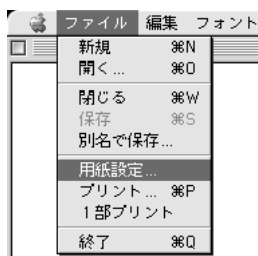 ファイル 編集 フォント
新規 ⌘N
開く... ⌘O
閉じる ⌘W
保存 ⌘S
別名で保存...
用紙設定...
プリント... ⌘P
1部プリント
終了 ⌘Q